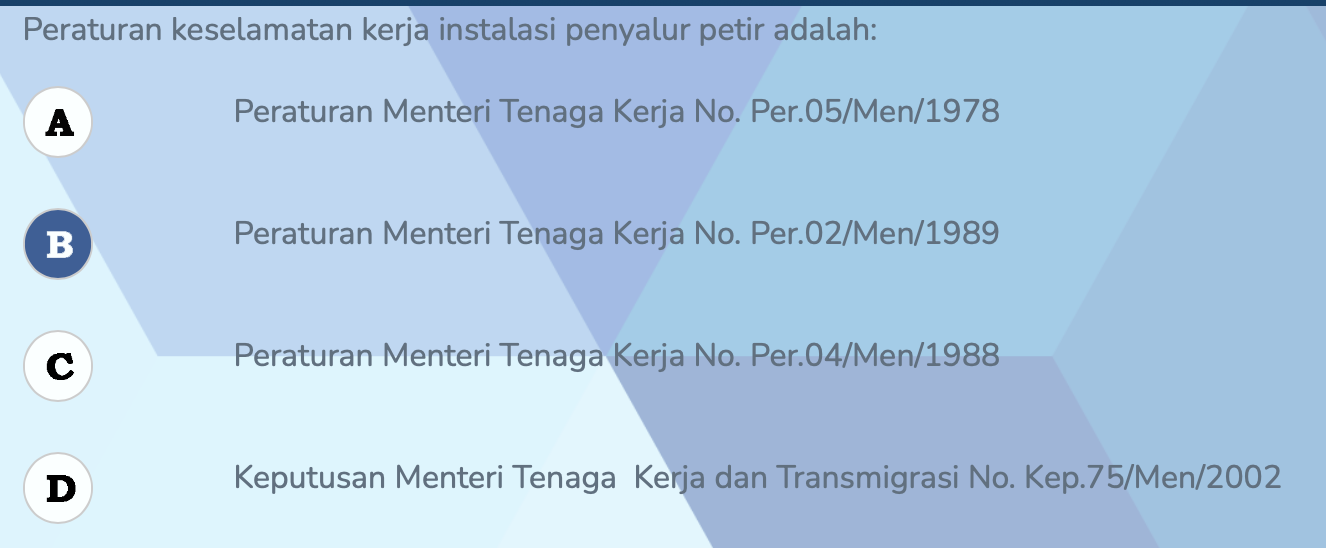 Peraturan keselamatan kerja instalasi penyalur petir adalah:
A Peraturan Menteri Tenaga Kerja No. Per.05/Men/1978
B Peraturan Menteri Tenaga Kerja No. Per.02/Men/1989
C Peraturan Menteri Tenaga Kerja No. Per.04/Men/1988
D Keputusan Menteri Tenaga  Kerja dan Transmigrasi No. Kep.75/Men/2002